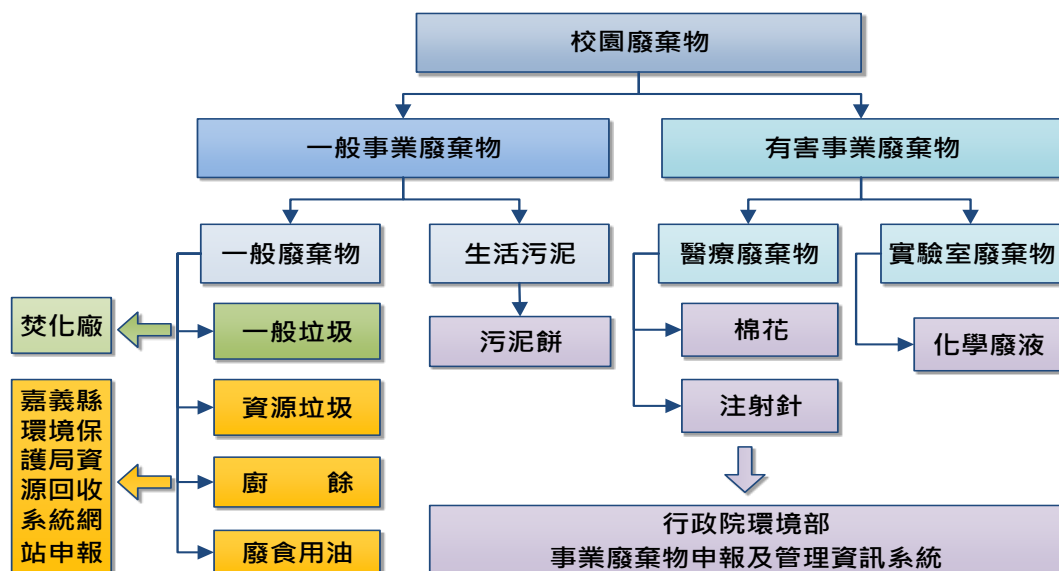 校園廢棄物
一般事業廢棄物
有害事業廢棄物
一般廢棄物
生活污泥
醫療廢棄物
實驗室廢棄物
焚化廠
一般垃圾
污泥餅
棉花
化學廢液
嘉義縣
環境保
護局資
源回收
系統網
站申報
資源垃圾
注射針
廚　　餘
廢食用油
行政院環境部
事業廢棄物申報及管理資訊系統